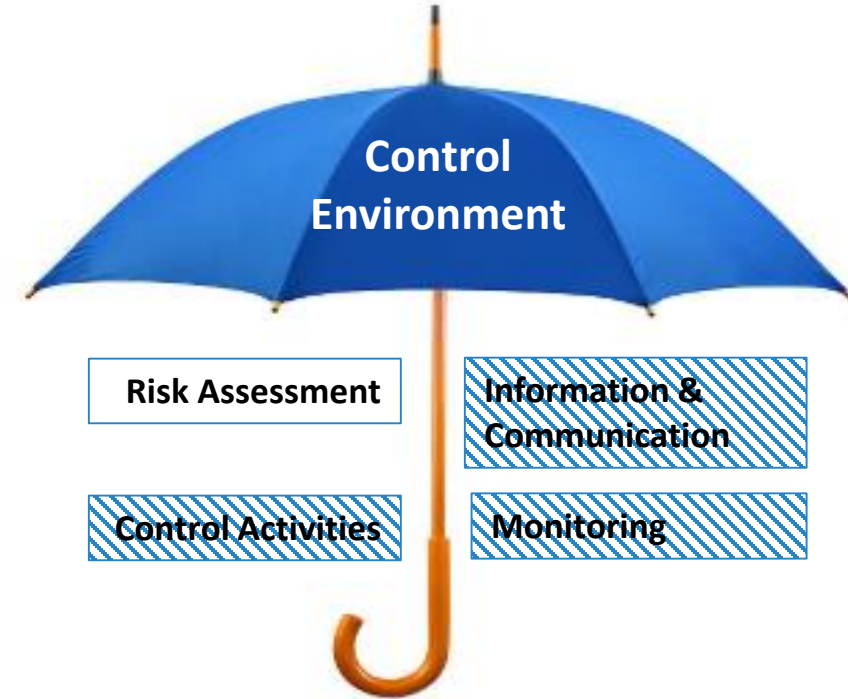 Control
Environment
Risk Assessment
Information &
Communication
Control Activities
Monitoring